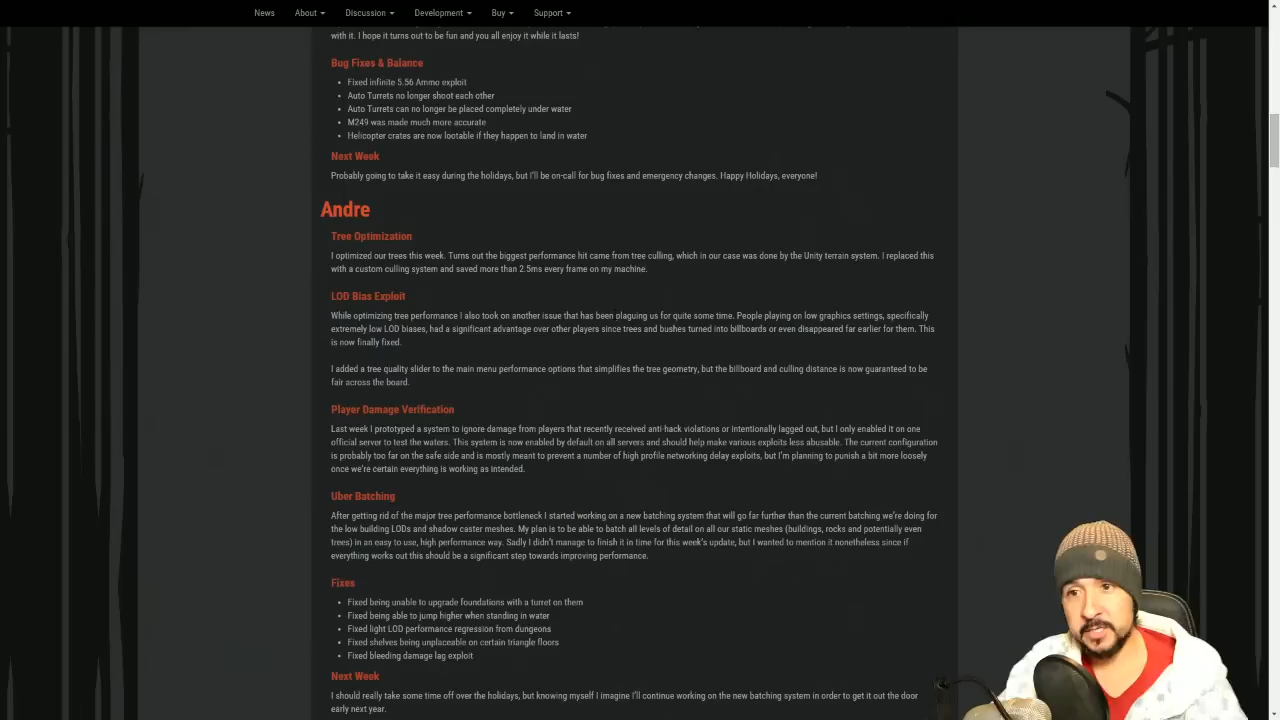 News About Discussion Development Buy Support
with it. I hope it turns out to be fun and you all enjoy it while it lasts!
Bug Fixes & Balance
• Fixed infinite 5.56 Ammo exploit
• Auto Turrets no longer shoot each other
• Auto Turrets can no longer be placed completely under water
• M249 was made much more accurate
• Helicopter crates are now lootable if they happen to land in water
Next Week
Probably going to take it easy during the holidays, but I'll be on-call for bug fixes and emergency changes. Happy Holidays, everyone!
Andre
Tree Optimization
I optimized our trees this week. Turns out the biggest performance hit came from tree culling, which in our case was done by the Unity terrain system. I replaced this
with a custom culling system and saved more than 2.5ms every frame on my machine.
LOD Bias Exploit
While optimizing tree performance I also took on another issue that has been plaguing us for quite some time. People playing on low graphics settings, specifically
extremely low LOD biases, had a significant advantage over other players since trees and bushes turned into billboards or even disappeared far earlier for them. This
is now finally fixed.
I added a tree quality slider to the main menu performance options that simplifies the tree geometry, but the billboard and culling distance is now guaranteed to be
fair across the board.
Player Damage Verification
Last week I prototyped a system to ignore damage from players that recently received anti-hack violations or intentionally lagged out, but I only enabled it on one
official server to test the waters. This system is now enabled by default on all servers and should help make various exploits less abusable. The current configuration
is probably too far on the safe side and is mostly meant to prevent a number of high profile networking delay exploits, but I'm planning to punish a bit more loosely
once we're certain everything is working as intended.
Uber Batching
After getting rid of the major tree performance bottleneck I started working on a new batching system that will go far further than the current batching we're doing for
the low building LODs and shadow caster meshes. My plan is to be able to batch all levels of detail on all our static meshes (buildings, rocks and potentially even
trees) in an easy to use, high performance way. Sadly I didn't manage to finish it in time for this week's update, but I wanted to mention it nonetheless since if
everything works out this should be a significant step towards improving performance.
Fixes
• Fixed being unable to upgrade foundations with a turret on them
• Fixed being able to jump higher when standing in water
• Fixed light LOD performance regression from dungeons
• Fixed shelves being unplaceable on certain triangle floors
• Fixed bleeding damage lag exploit
Next Week
I should really take some time off over the holidays, but knowing myself I imagine I'll continue working on the new batching system in order to get it out the door
early next year.